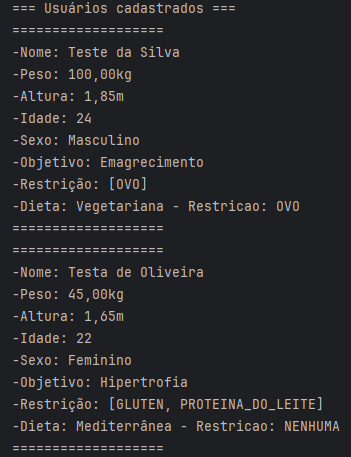 === Usuários cadastrados ===
===================
-Nome: Teste da Silva
-Peso: 100,00kg
-Altura: 1,85m
-Idade: 24
-Sexo: Masculino
-Objetivo: Emagrecimento
-Restrição: [OVO]
-Dieta: Vegetariana - Restricao: OVO
===================
===================
-Nome: Testa de Oliveira
-Peso: 45,00kg
-Altura: 1,65m
-Idade: 22
-Sexo: Feminino
-Objetivo: Hipertrofia
-Restrição: [GLUTEN, PROTEINA_DO_LEITE]
-Dieta: Mediterrânea - Restricao: NENHUMA
===================